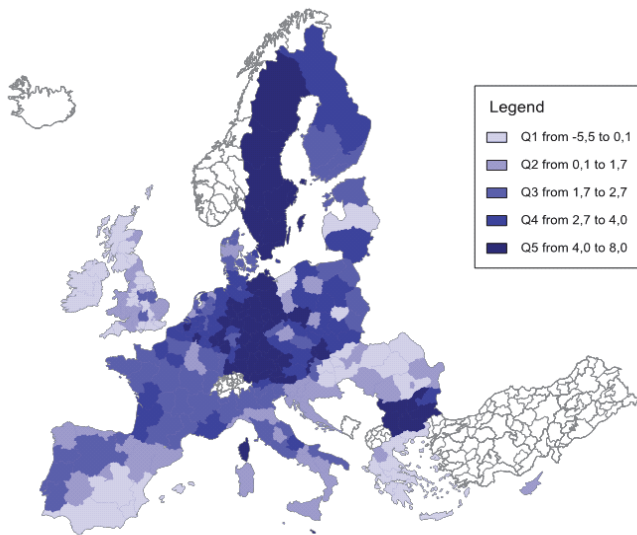 Legend
Q1 from -5,5 to 0,1
Q2 from 0,1 to 1,7
Q3 from 1,7 to 2,7
Q4 from 2,7 to 4,0
Q5 from 4,0 to 8,0